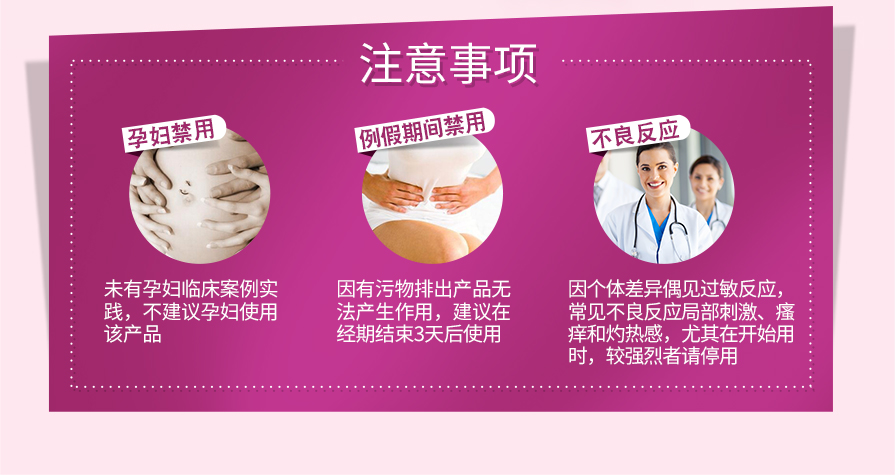 注意事项
孕妇禁用
未有孕妇临床案例实
践，不建议孕妇使用
该产品
例假期间禁用
因有污物排出产品无
法产生作用，建议在
经期结束3天后使用
不良反应
因个体差异偶见过敏反应，
常见不良反应局部刺激、瘙
痒和灼热感，尤其在开始用
时，较强烈者请停用